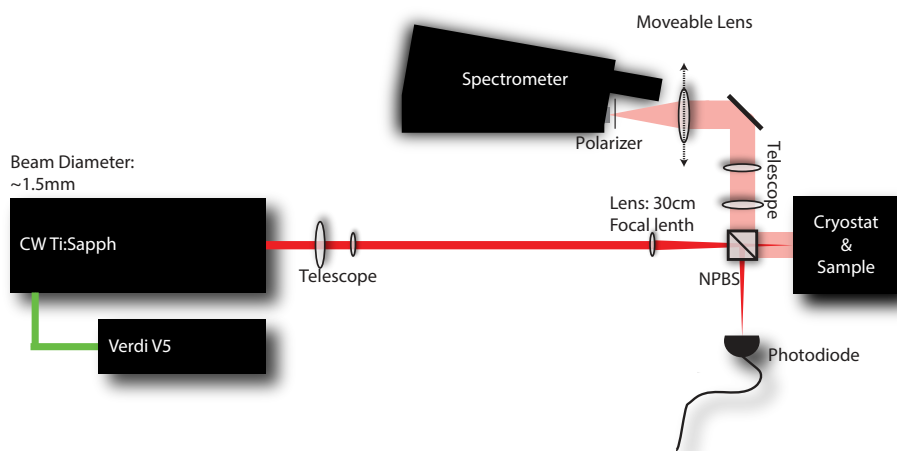 Moveable Lens
Spectrometer
Polarizer
Telescope
Beam Diameter:
~1.5mm
CW Ti:Sapph
Telescope
Lens: 30cm
Focal lenth
NPBS
Cryostat
&
Sample
Verdi V5
Photodiode